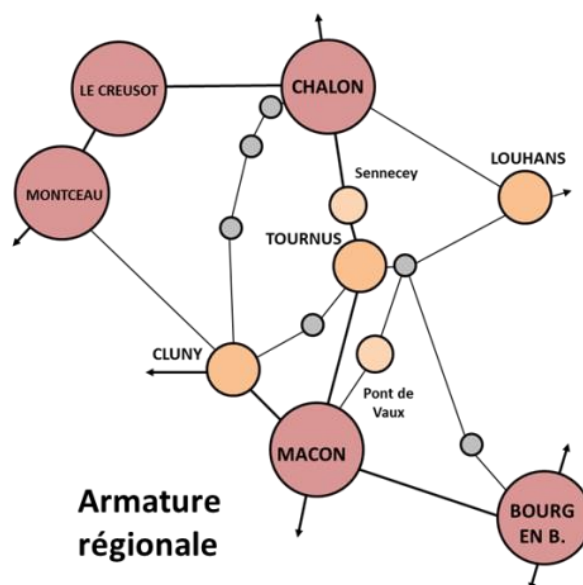 LE CREUSOT
CHALON
LOUHANS
MONTCEAU
Sennecey
TOURNUS
CLUNY
Pont de
Vaux
MACON
BOURG
EN B.
Armature
régionale